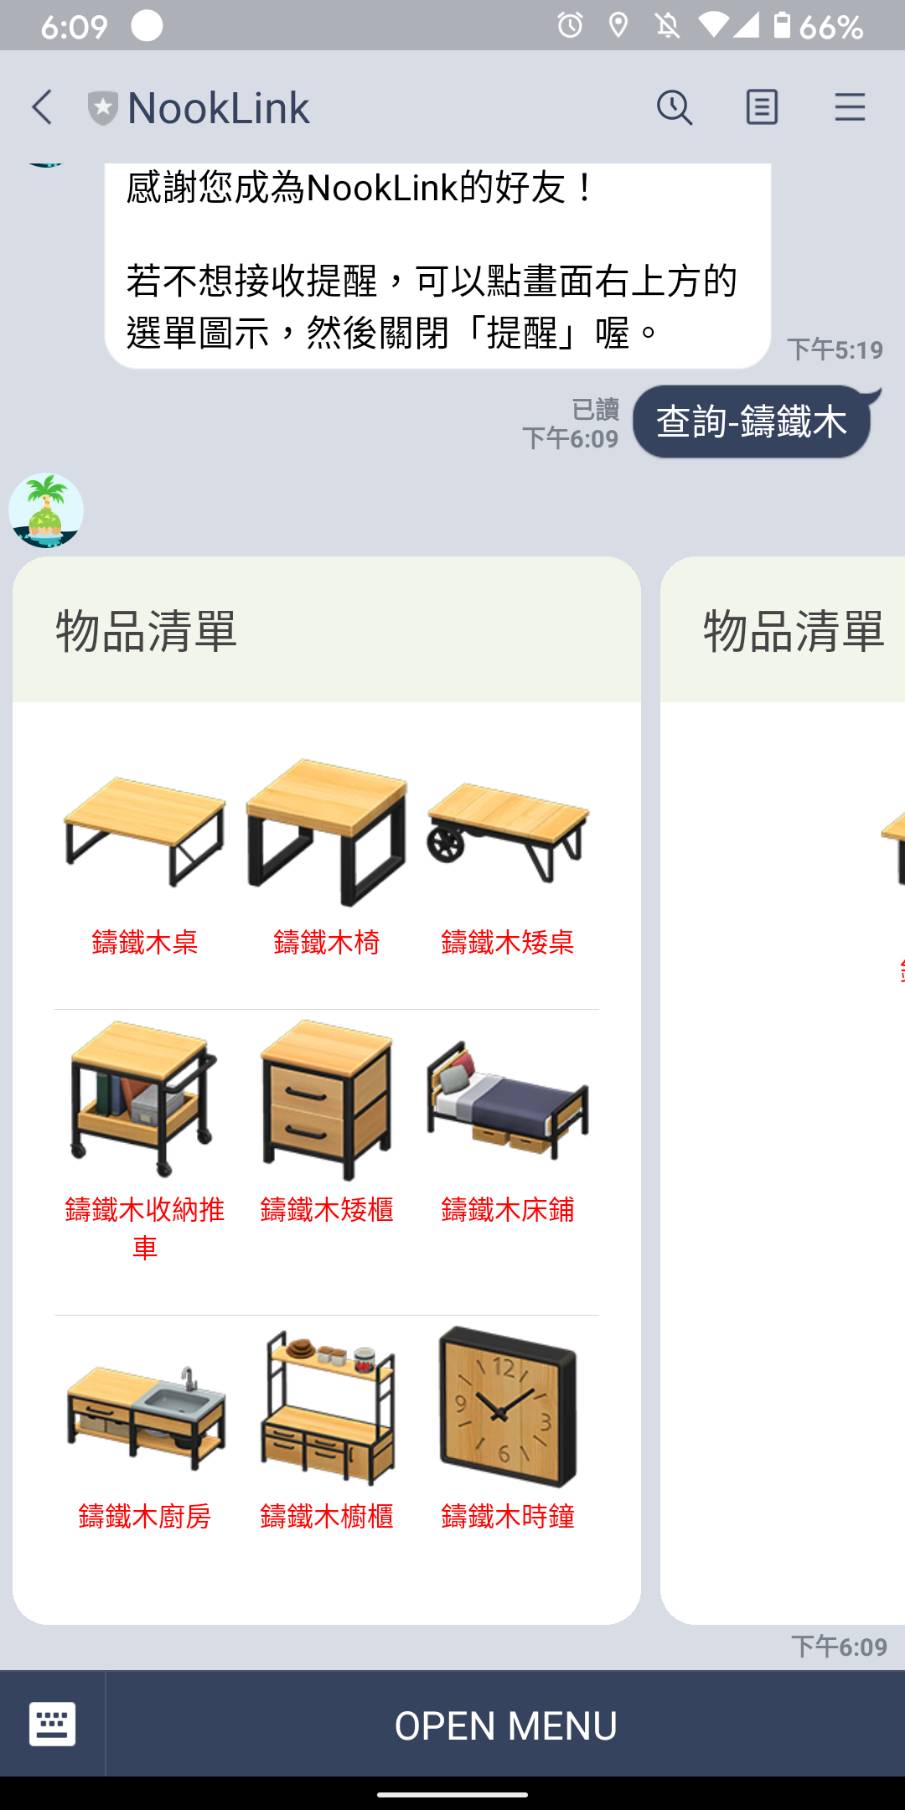 6:09
66%
NookLink
感謝您成為NookLink的好友！
若不想接收提醒，可以點畫面右上方的
選單圖示，然後關閉「提醒」喔。
下午5:19
已讀
下午6:09
查詢-鑄鐵木
物品清單
物品清單
鑄鐵木桌
鑄鐵木椅
鑄鐵木矮桌
鑄鐵木收納推
車
鑄鐵木矮櫃
鑄鐵木床鋪
12
9
3
6
鑄鐵木廚房
鑄鐵木櫥櫃
鑄鐵木時鐘
下午6:09
OPEN MENU